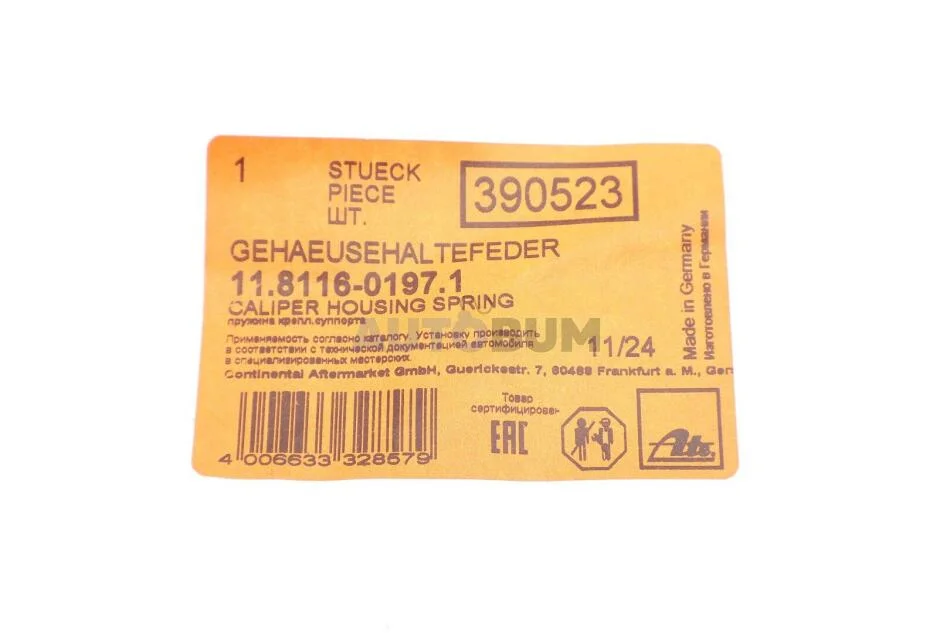 1
STUECK
PIECE
ШТ.
390523
GEHAEUSEHALTEFEDER
11.8116-0197.1
CALIPER HOUSING SPRING
пружина крепл.суппорта
Применяемость согласно каталогу. Установку производить
в соответствии с технической документацией автомобиля
в специализированных мастерских.
11/24
Continental Aftermarket GmbH, Guerickestr. 7, 60488 Frankfurt a. M., Ger
Made in Germany
Изготовлено в Германии
AUTOBUM
4 006633 328579
Товар
сертифицирован
EAC
Ate